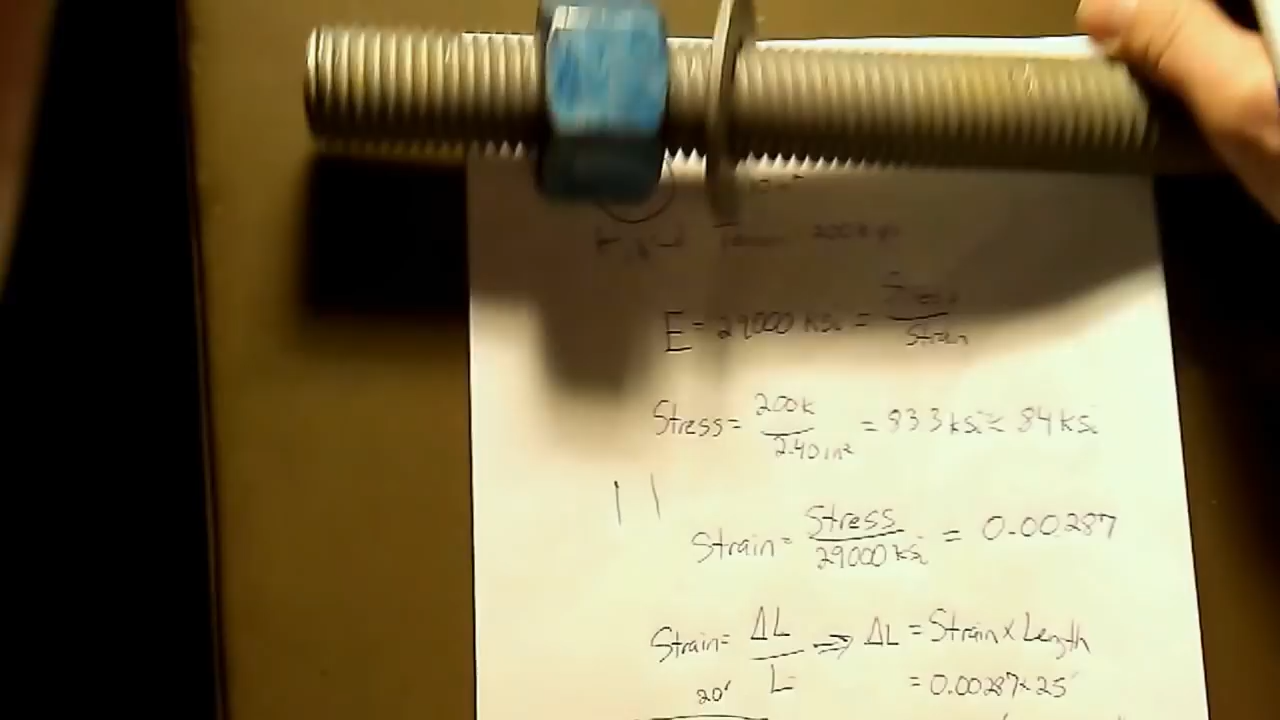 E = 29000 ksi = Stress / Strain
Stress = 200k / 2.40in² = 83.3 ksi ≈ 84 ksi
Strain = Stress / 29000 ksi = 0.00287
Strain = ΔL / L ⇒ ΔL = Strain x Length
= 0.00287 x 25'
20'